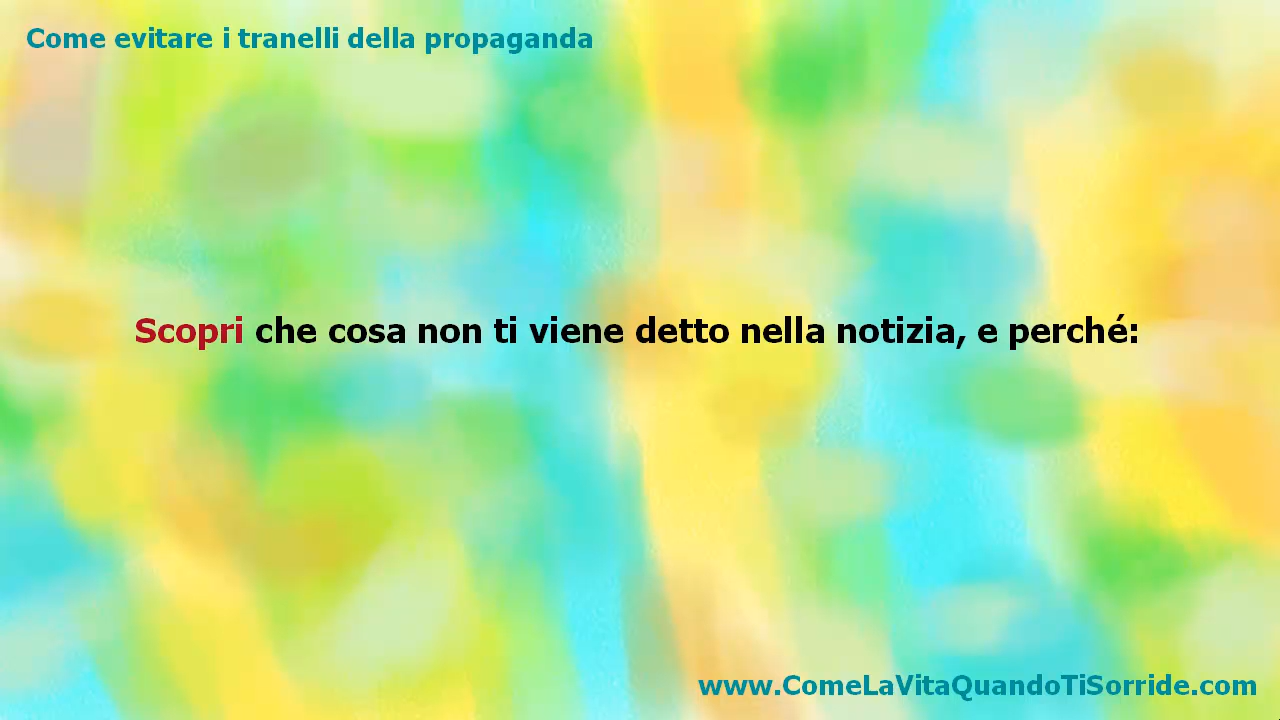 Come evitare i tranelli della propaganda
Scopri che cosa non ti viene detto nella notizia, e perché:
www.ComeLaVitaQuandoTiSorride.com